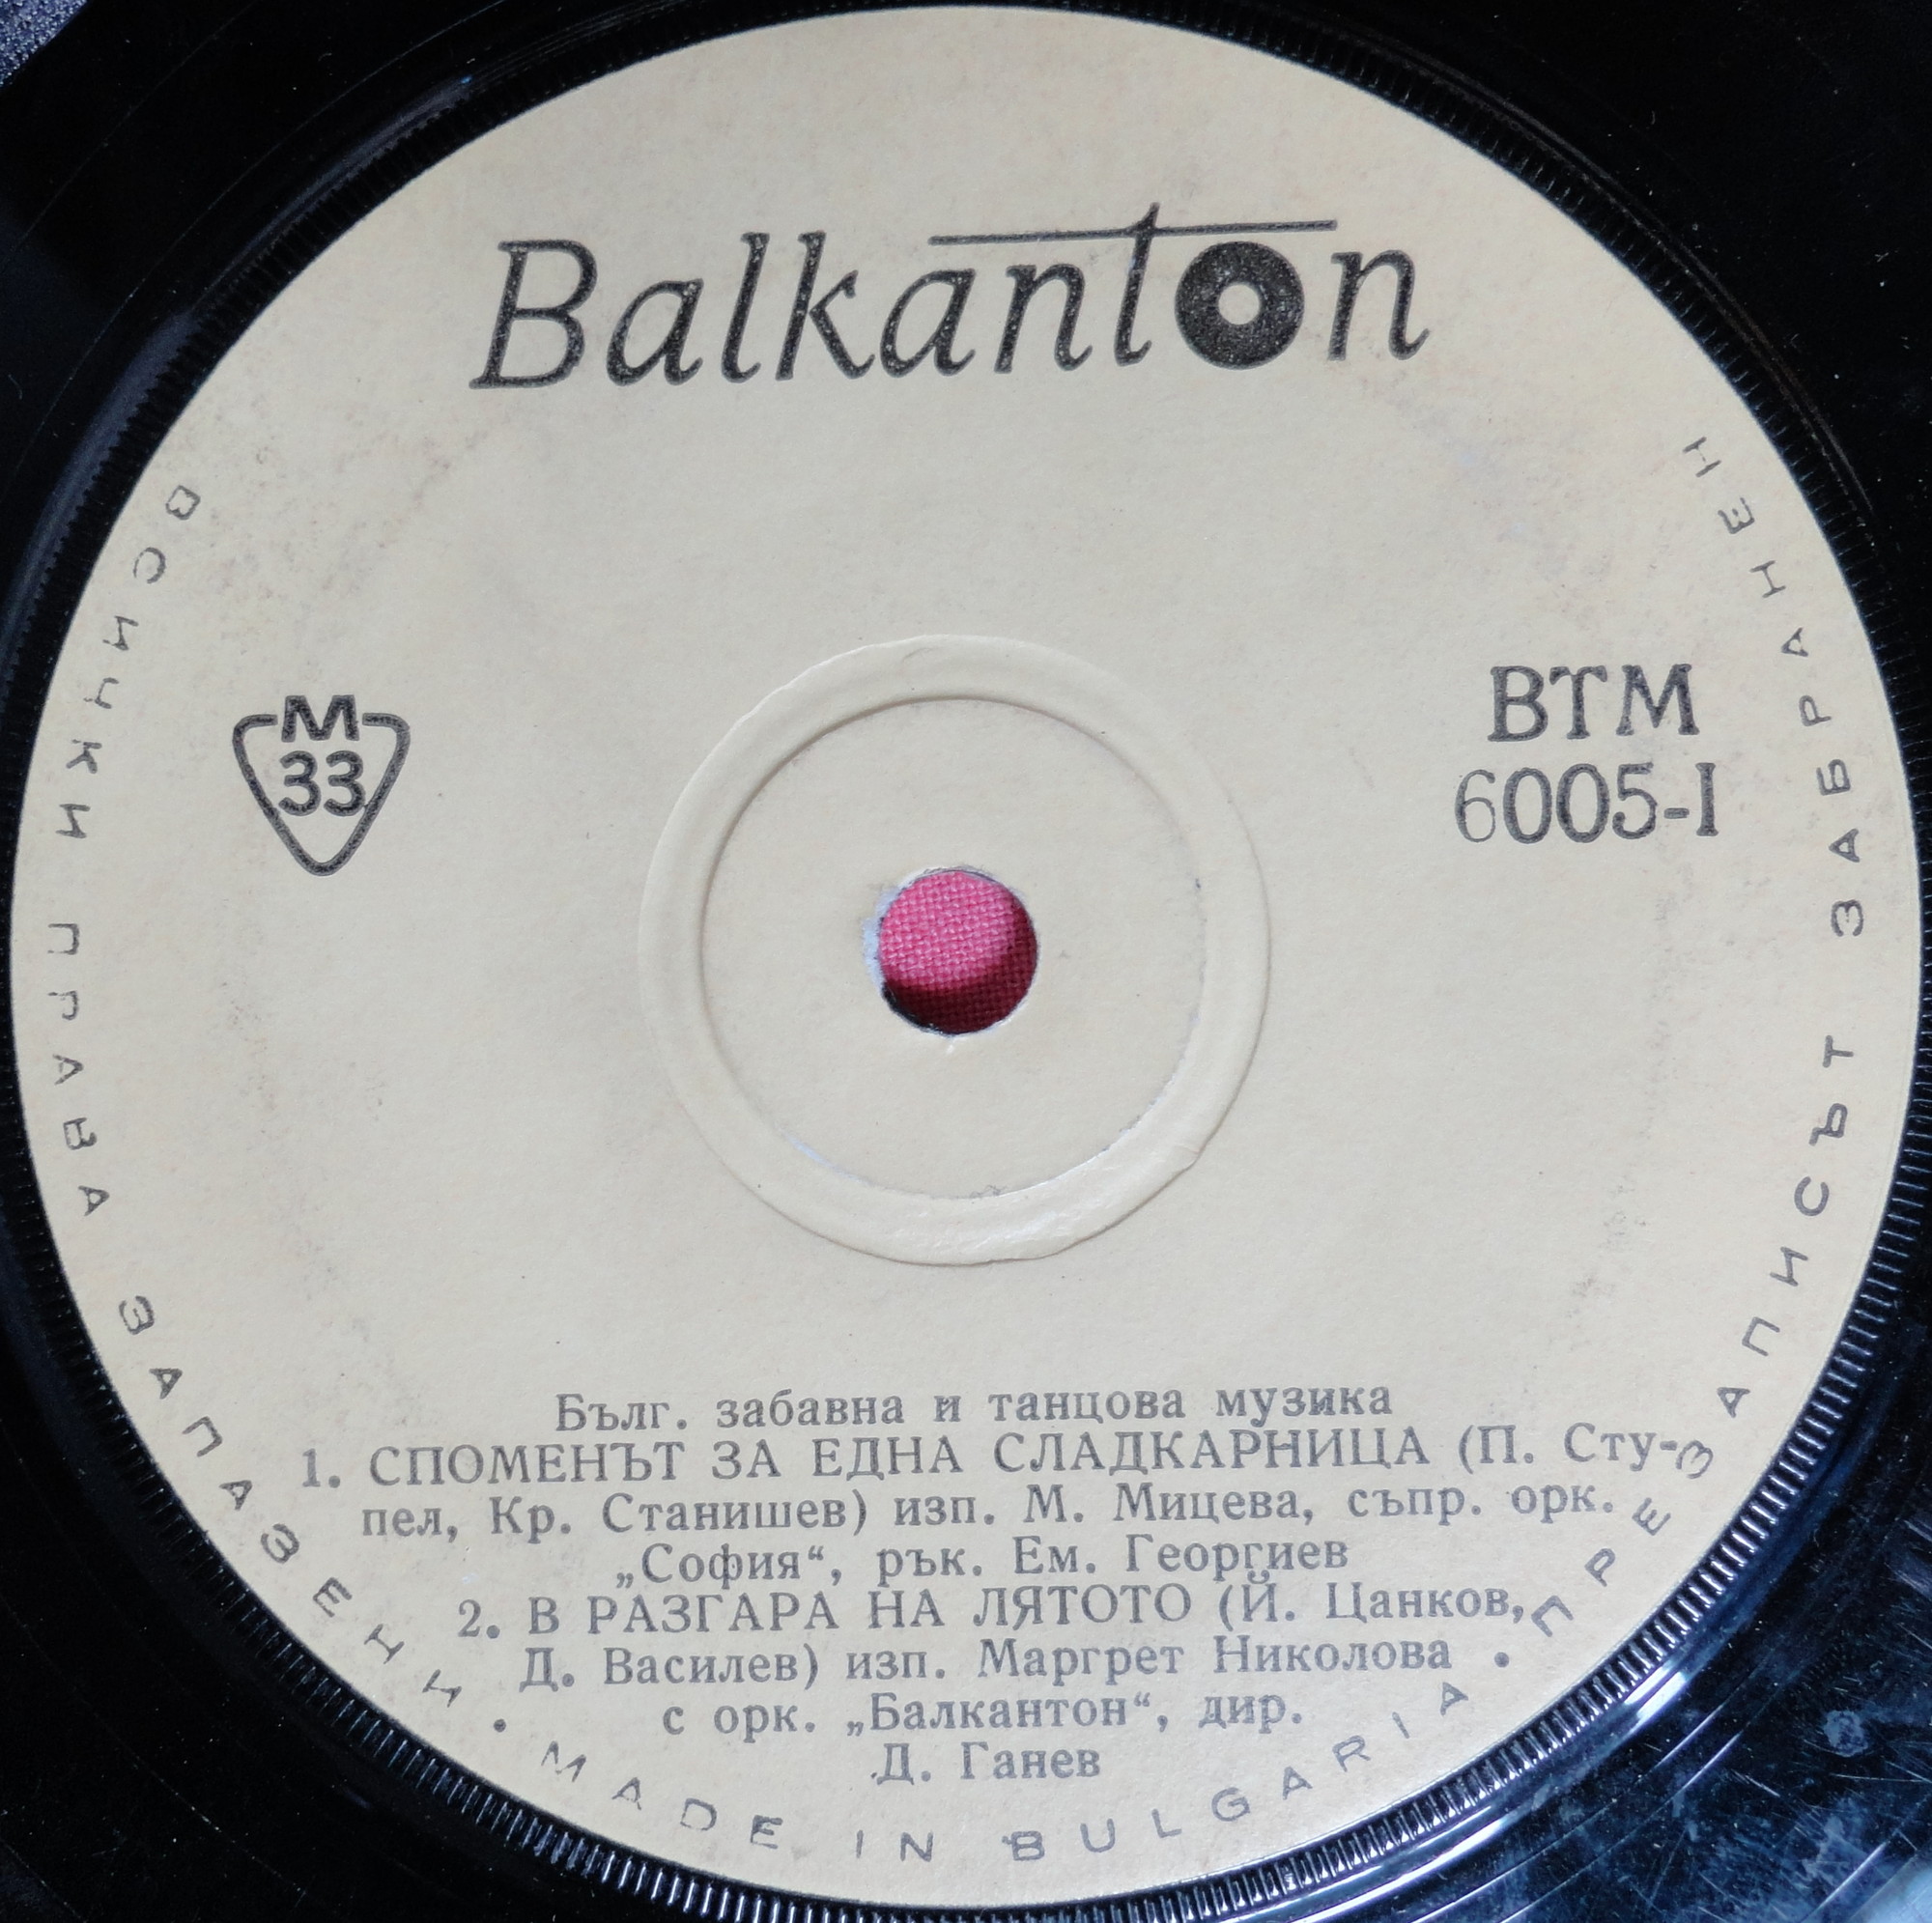 Balkanton
М
33
ВТМ
6005-I
Бълг. забавна и танцова музика
1. СПОМЕНЪТ ЗА ЕДНА СЛАДКАРНИЦА (П. Сту-
пел, Кр. Станишев) изп. М. Мицева, съпр. орк.
„София“, рък. Ем. Георгиев
2. В РАЗГАРА НА ЛЯТОТО (Й. Цанков,
Д. Василев) изп. Маргрет Николова
с орк. „Балкантон“, дир.
Д. Ганев
ВСИЧКИ ПРАВА ЗАПАЗЕНИ • MADE IN BULGARIA • ПРЕЗАПИСЪТ ЗАБРАНЕН